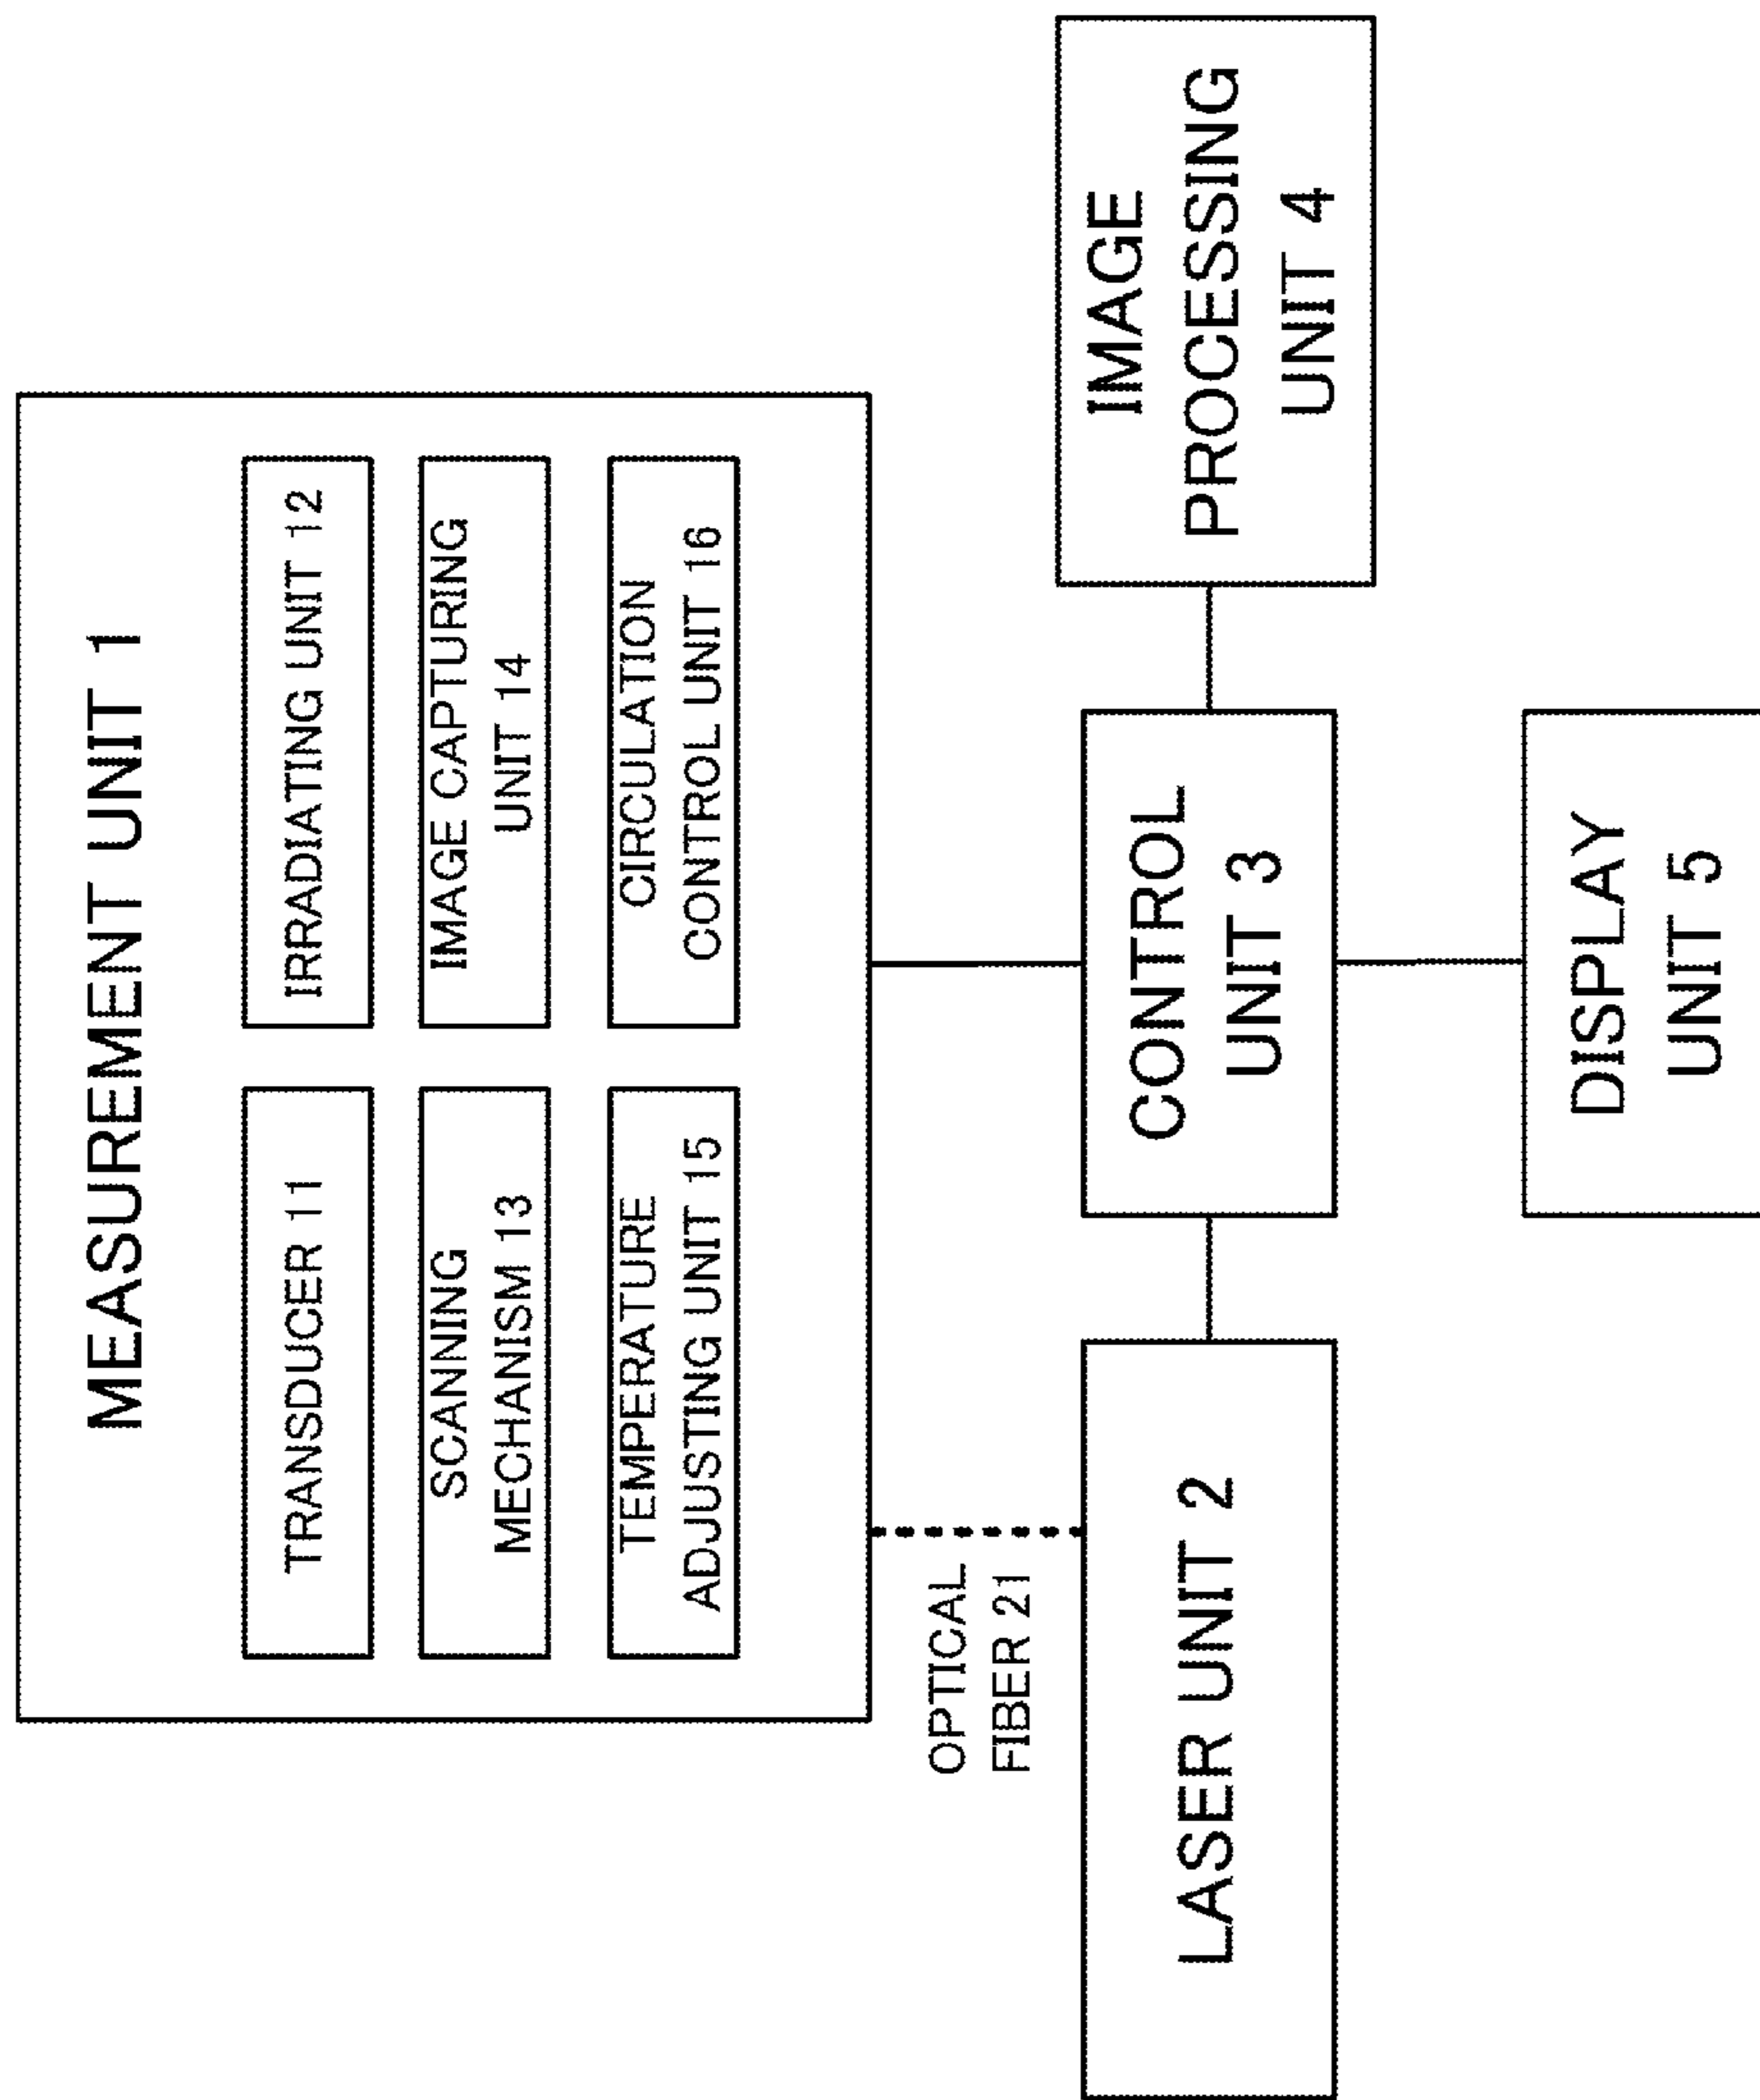 MEASUREMENT UNIT 1
TRANSDUCER 11
IRRADIATING UNIT 12
SCANNING
MECHANISM 13
IMAGE CAPTURING
UNIT 14
TEMPERATURE
ADJUSTING UNIT 15
CIRCULATION
CONTROL UNIT 16
OPTICAL
FIBER 21
LASER UNIT 2
CONTROL
UNIT 3
IMAGE
PROCESSING
UNIT 4
DISPLAY
UNIT 5